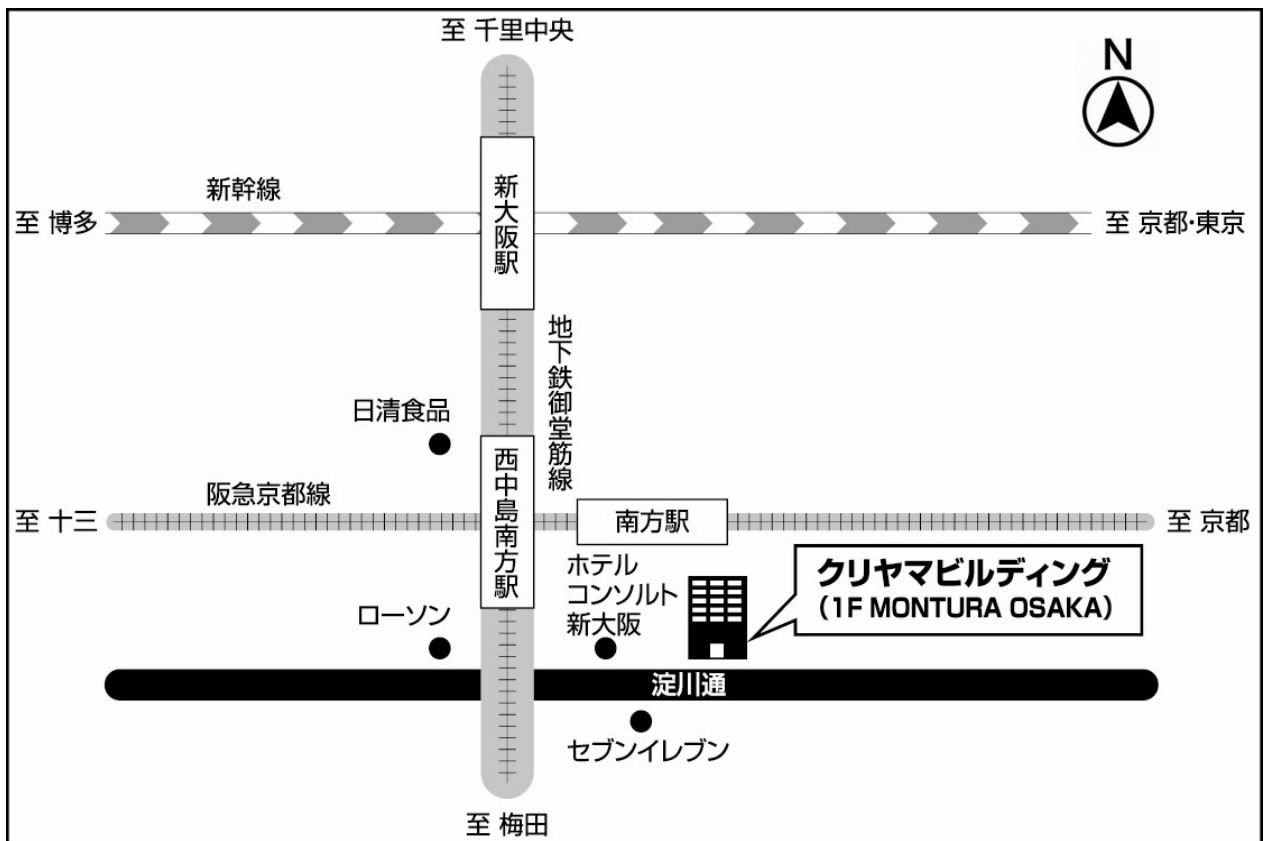 至 千里中央
N
新幹線
至 博多
新大阪駅
至 京都・東京
地下鉄御堂筋線
日清食品
阪急京都線
至 十三
西中島南方駅
南方駅
至 京都
ホテル
コンソルト
新大阪
クリヤマビルディング
(1F MONTURA OSAKA)
ローソン
淀川通
セブンイレブン
至 梅田